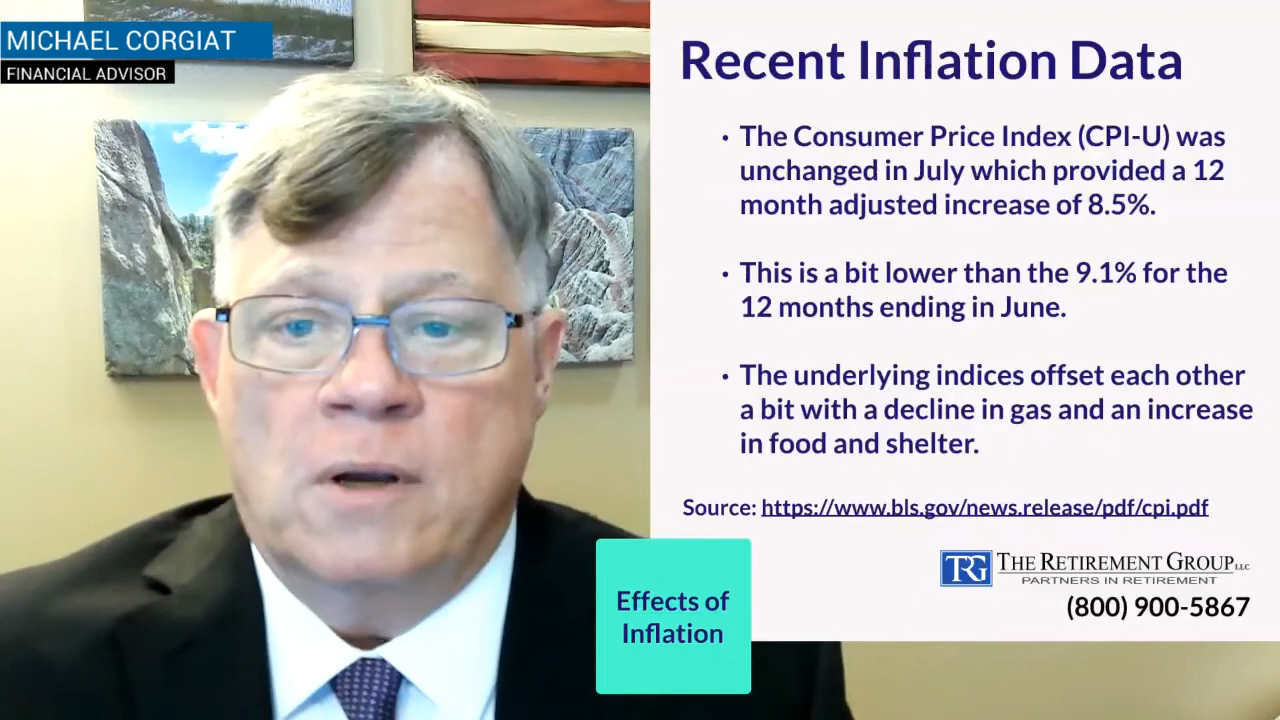 MICHAEL CORGIAT
FINANCIAL ADVISOR
Recent Inflation Data
• The Consumer Price Index (CPI-U) was
unchanged in July which provided a 12
month adjusted increase of 8.5%.
• This is a bit lower than the 9.1% for the
12 months ending in June.
• The underlying indices offset each other
a bit with a decline in gas and an increase
in food and shelter.
Source: https://www.bls.gov/news.release/pdf/cpi.pdf
TRG THE RETIREMENT GROUP LLC
PARTNERS IN RETIREMENT
(800) 900-5867
Effects of
Inflation